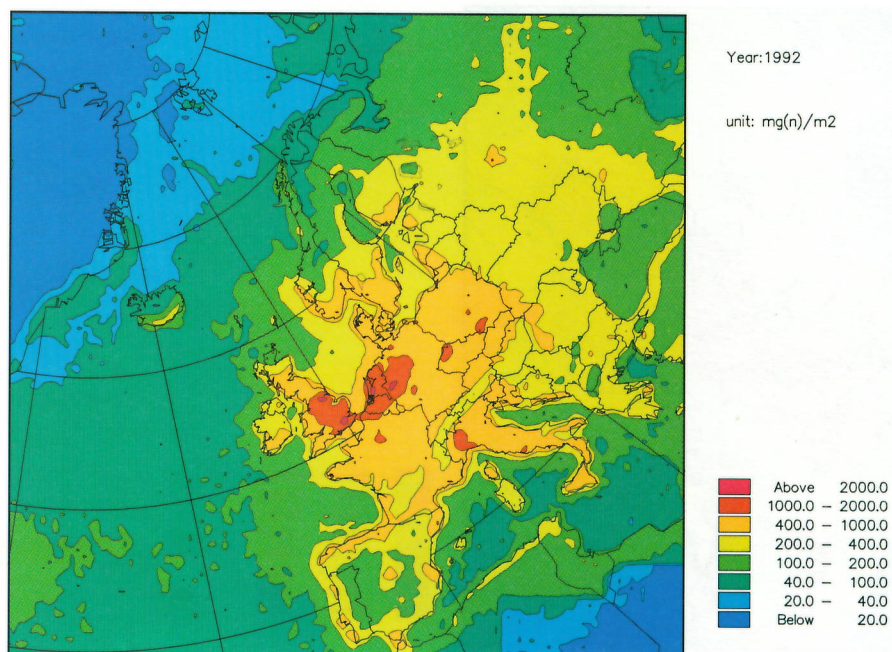 Year:1992
unit: mg(n)/m2
Above 2000.0
1000.0 – 2000.0
400.0 – 1000.0
200.0 – 400.0
100.0 – 200.0
40.0 – 100.0
20.0 – 40.0
Below 20.0